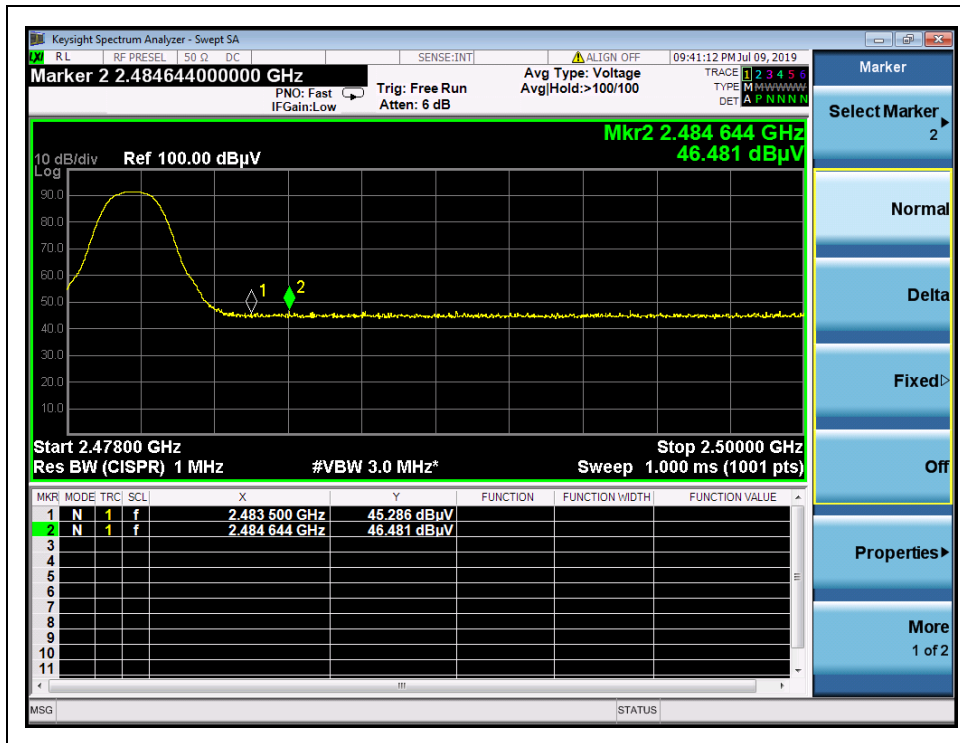 Keysight Spectrum Analyzer - Swept SA
LXI RL RF PRESEL 50 Ω DC SENSE:INT ALIGN OFF 09:41:12 PM Jul 09, 2019
Marker 2 2.484644000000 GHz
PNO: Fast
IFGain:Low
Trig: Free Run
Atten: 6 dB
Avg Type: Voltage
Avg|Hold:>100/100
TRACE 1 2 3 4 5 6
TYPE M M W W W W W
DET A P N N N N
Mkr2 2.484 644 GHz
46.481 dBµV
10 dB/div Ref 100.00 dBµV
Log
90.0
80.0
70.0
60.0
50.0
40.0
30.0
20.0
10.0
1
2
Start 2.47800 GHz Stop 2.50000 GHz
Res BW (CISPR) 1 MHz #VBW 3.0 MHz* Sweep 1.000 ms (1001 pts)
MKR MODE TRC SCL X Y FUNCTION FUNCTION WIDTH FUNCTION VALUE
1 N 1 f 2.483 500 GHz 45.286 dBµV
2 N 1 f 2.484 644 GHz 46.481 dBµV
3
4
5
6
7
8
9
10
11
MSG STATUS
Marker
Select Marker
2
Normal
Delta
Fixed
Off
Properties
More
1 of 2